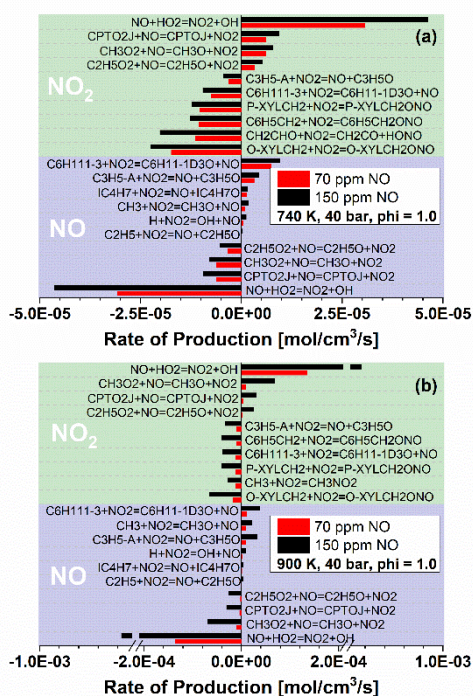 (a)
NO+HO2=NO2+OH
CPTO2J+NO=CPTOJ+NO2
CH3O2+NO=CH3O+NO2
C2H5O2+NO=C2H5O+NO2
C3H5-A+NO2=NO+C3H5O
C6H111-3+NO2=C6H11-1D3O+NO
P-XYLCH2+NO2=P-XYLCH2ONO
C6H5CH2+NO2=C6H5CH2ONO
CH2CHO+NO2=CH2CO+HONO
O-XYLCH2+NO2=O-XYLCH2ONO
NO2
C6H111-3+NO2=C6H11-1D3O+NO
C3H5-A+NO2=NO+C3H5O
IC4H7+NO2=NO+IC4H7O
CH3+NO2=CH3O+NO
H+NO2=OH+NO
C2H5+NO2=NO+C2H5O
C2H5O2+NO=C2H5O+NO2
CH3O2+NO=CH3O+NO2
CPTO2J+NO=CPTOJ+NO2
NO+HO2=NO2+OH
NO
70 ppm NO
150 ppm NO
740 K, 40 bar, phi = 1.0
-5.0E-05 -2.5E-05 0.0E+00 2.5E-05 5.0E-05
Rate of Production [mol/cm3/s]
(b)
NO+HO2=NO2+OH
CH3O2+NO=CH3O+NO2
CPTO2J+NO=CPTOJ+NO2
C2H5O2+NO=C2H5O+NO2
C3H5-A+NO2=NO+C3H5O
C6H5CH2+NO2=C6H5CH2ONO
C6H111-3+NO2=C6H11-1D3O+NO
P-XYLCH2+NO2=P-XYLCH2ONO
CH3+NO2=CH3NO2
O-XYLCH2+NO2=O-XYLCH2ONO
NO2
C6H111-3+NO2=C6H11-1D3O+NO
CH3+NO2=CH3O+NO
C3H5-A+NO2=NO+C3H5O
H+NO2=OH+NO
IC4H7+NO2=NO+IC4H7O
C2H5+NO2=NO+C2H5O
C2H5O2+NO=C2H5O+NO2
CPTO2J+NO=CPTOJ+NO2
CH3O2+NO=CH3O+NO2
NO+HO2=NO2+OH
NO
70 ppm NO
150 ppm NO
900 K, 40 bar, phi = 1.0
-1.0E-03 -2.0E-04 0.0E+00 2.0E-04 1.0E-03
Rate of Production [mol/cm3/s]